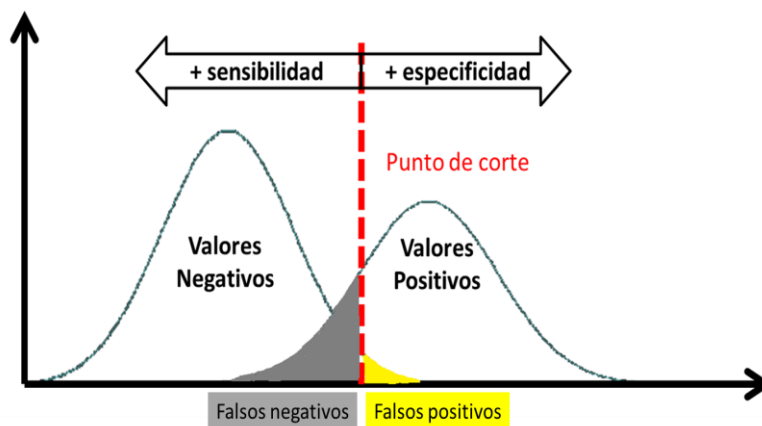 + sensibilidad
+ especificidad
Punto de corte
Valores
Negativos
Valores
Positivos
Falsos negativos
Falsos positivos